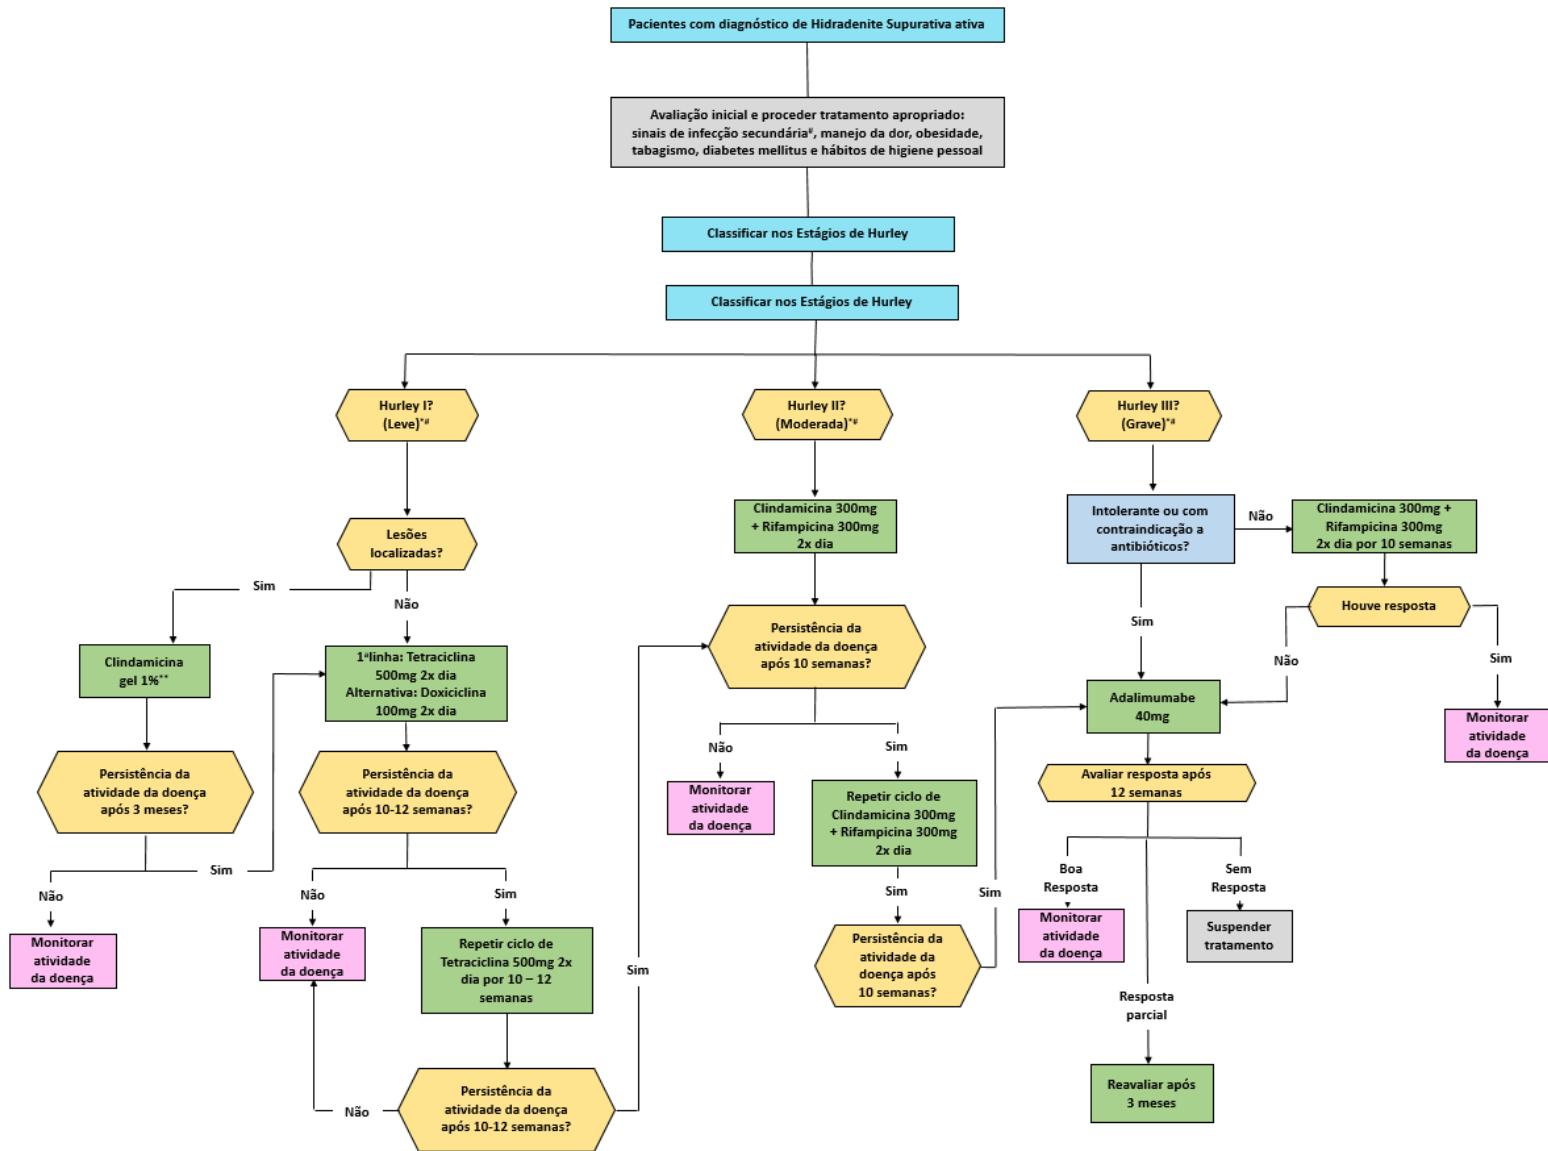 Pacientes com diagnóstico de Hidradenite Supurativa ativa
Avaliação inicial e proceder tratamento apropriado:
sinais de infecção secundária#, manejo da dor, obesidade,
tabagismo, diabetes mellitus e hábitos de higiene pessoal
Classificar nos Estágios de Hurley
Classificar nos Estágios de Hurley
Hurley I?
(Leve)*#
Hurley II?
(Moderada)*#
Hurley III?
(Grave)*#
Lesões
localizadas?
Sim
Não
Clindamicina
gel 1%**
1ªlinha: Tetraciclina
500mg 2x dia
Alternativa: Doxiciclina
100mg 2x dia
Persistência da
atividade da doença
após 3 meses?
Persistência da
atividade da doença
após 10-12 semanas?
Sim
Não
Monitorar
atividade
da doença
Não
Sim
Monitorar
atividade
da doença
Repetir ciclo de
Tetraciclina 500mg 2x
dia por 10 – 12
semanas
Persistência da
atividade da doença
após 10-12 semanas?
Não
Sim
Clindamicina 300mg
+ Rifampicina 300mg
2x dia
Persistência da
atividade da doença
após 10 semanas?
Não
Sim
Monitorar
atividade
da doença
Repetir ciclo de
Clindamicina 300mg
+ Rifampicina 300mg
2x dia
Sim
Persistência da
atividade da
doença após
10 semanas?
Sim
Intolerante ou com
contraindicação a
antibióticos?
Não
Clindamicina 300mg +
Rifampicina 300mg
2x dia por 10 semanas
Houve resposta
Sim
Não
Sim
Monitorar
atividade
da doença
Adalimumabe
40mg
Avaliar resposta após
12 semanas
Boa
Resposta
Sem
Resposta
Monitorar
atividade
da doença
Suspender
tratamento
Resposta
parcial
Reavaliar após
3 meses